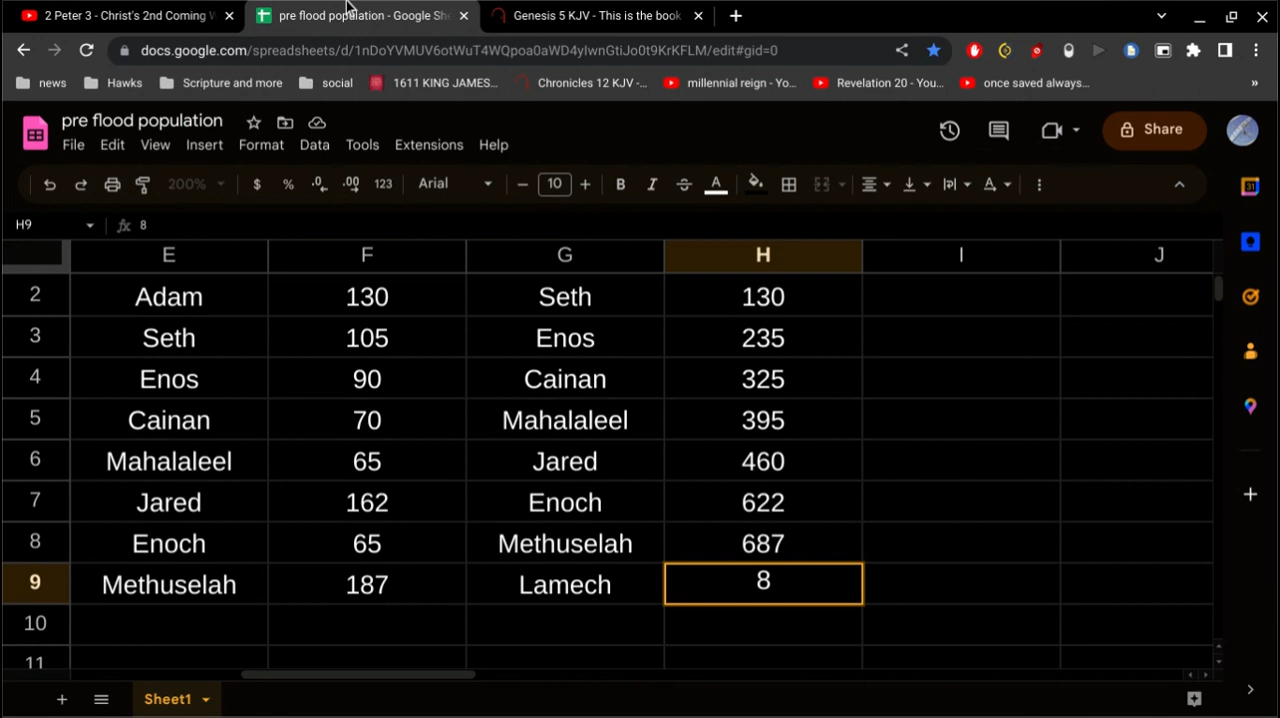 2 Peter 3 - Christ's 2nd Coming W
pre flood population - Google She
Genesis 5 KJV - This is the book
docs.google.com/spreadsheets/d/1nDoYVMUV6otWuT4WQpoa0aWD4yIwnGtiJo0t9KrKFLM/edit#gid=0
news
Hawks
Scripture and more
social
1611 KING JAMES...
Chronicles 12 KJV -...
millennial reign - Yo...
Revelation 20 - You...
once saved always...
»
pre flood population
Share
File Edit View Insert Format Data Tools Extensions Help
200% $ % .0 .00 123 Arial 10 B I S A
31
H9 fx 8
E F G H I J
2 Adam 130 Seth 130
3 Seth 105 Enos 235
4 Enos 90 Cainan 325
5 Cainan 70 Mahalaleel 395
6 Mahalaleel 65 Jared 460
7 Jared 162 Enoch 622
8 Enoch 65 Methuselah 687
9 Methuselah 187 Lamech 8
10
11
Sheet1